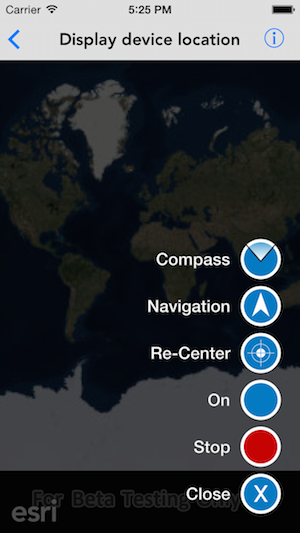 Carrier 5:25 PM
Display device location
Compass
Navigation
Re-Center
On
Stop
Close X
For Beta Testing Only
esri